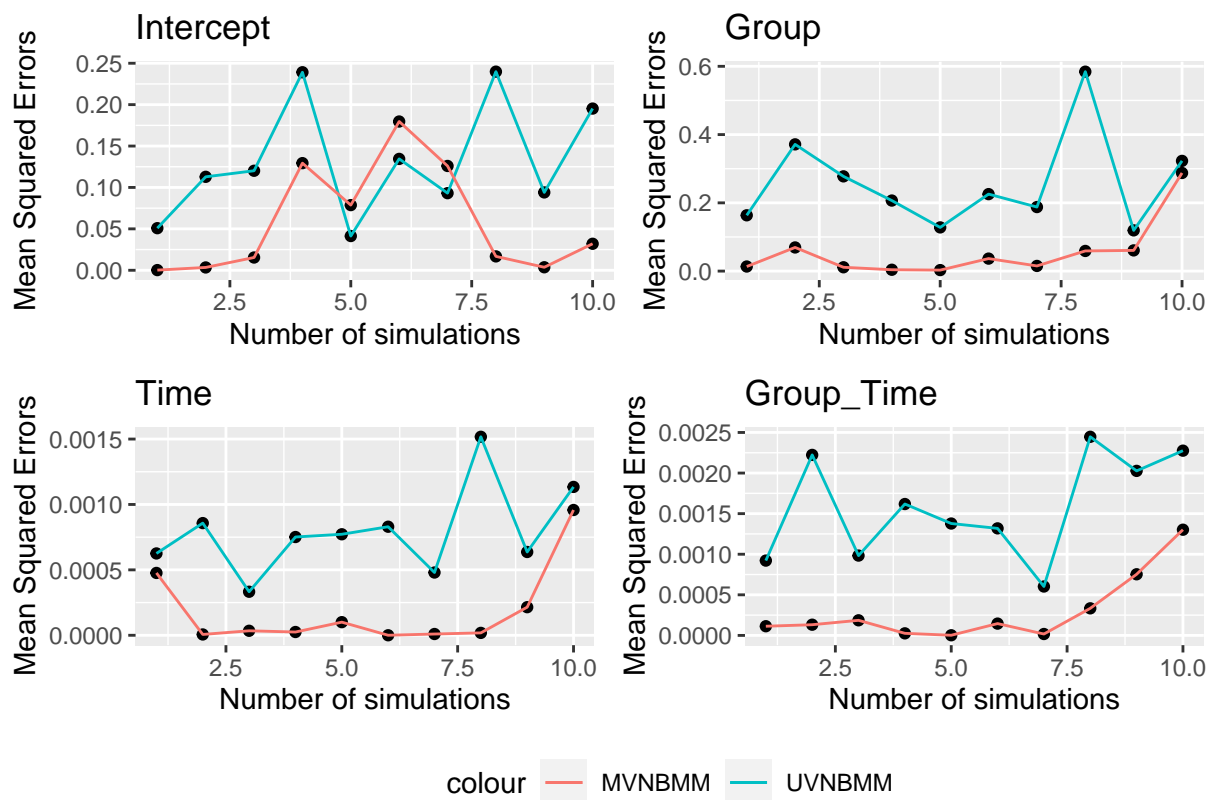 Intercept
Mean Squared Errors
0.25
0.20
0.15
0.10
0.05
0.00
2.5 5.0 7.5 10.0
Number of simulations
Group
Mean Squared Errors
0.6
0.4
0.2
0.0
2.5 5.0 7.5 10.0
Number of simulations
Time
Mean Squared Errors
0.0015
0.0010
0.0005
0.0000
2.5 5.0 7.5 10.0
Number of simulations
Group_Time
Mean Squared Errors
0.0025
0.0020
0.0015
0.0010
0.0005
0.0000
2.5 5.0 7.5 10.0
Number of simulations
colour MVNBMM UVNBMM